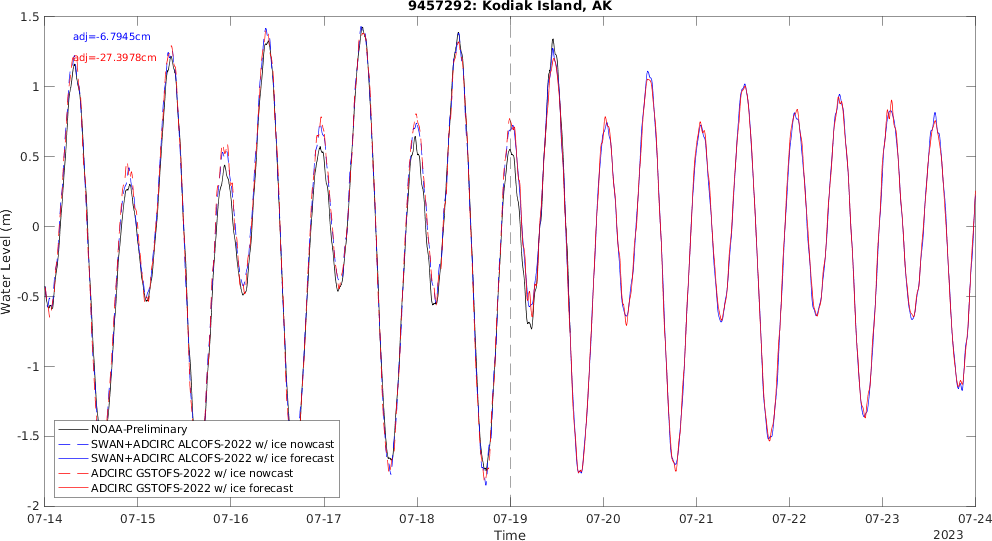 9457292: Kodiak Island, AK
1.5
adj=-6.7945cm
adj=-27.3978cm
1
0.5
0
-0.5
-1
-1.5
-2
Water Level (m)
NOAA-Preliminary
SWAN+ADCIRC ALCOFS-2022 w/ ice nowcast
SWAN+ADCIRC ALCOFS-2022 w/ ice forecast
ADCIRC GSTOFS-2022 w/ ice nowcast
ADCIRC GSTOFS-2022 w/ ice forecast
07-14 07-15 07-16 07-17 07-18 07-19 07-20 07-21 07-22 07-23 07-24
Time
2023